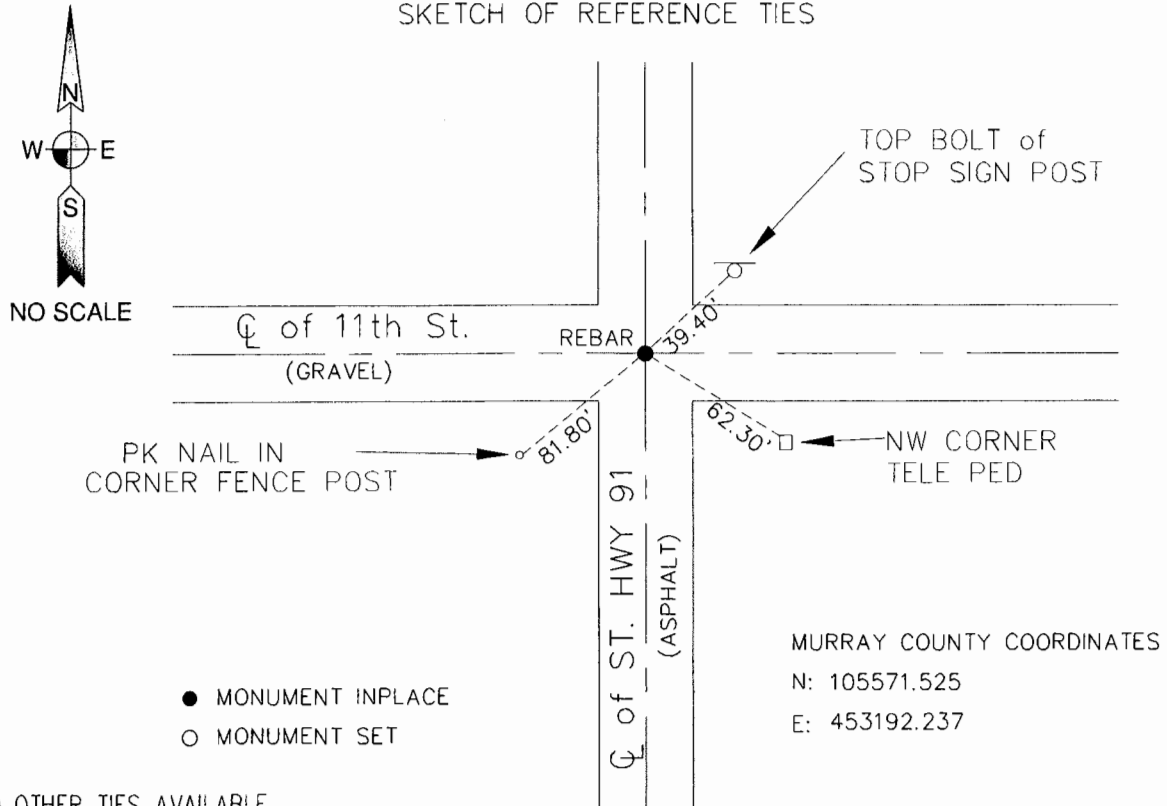 SKETCH OF REFERENCE TIES
N
W E
S
NO SCALE
TOP BOLT of
STOP SIGN POST
℄ of 11th St.
(GRAVEL)
REBAR
39.40'
81.80'
62.30'
PK NAIL IN
CORNER FENCE POST
NW CORNER
TELE PED
℄ of ST. HWY 91
(ASPHALT)
MURRAY COUNTY COORDINATES
N: 105571.525
E: 453192.237
● MONUMENT INPLACE
○ MONUMENT SET
OTHER TIES AVAILABLE